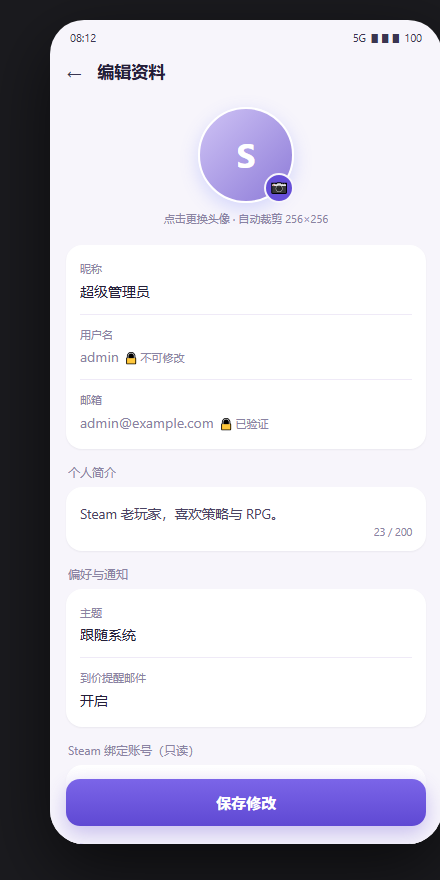 08:12 5G 100
← 编辑资料
S
点击更换头像 · 自动裁剪 256×256
昵称
超级管理员
用户名
admin 🔒 不可修改
邮箱
admin@example.com 🔒 已验证
个人简介
Steam 老玩家，喜欢策略与 RPG。
23 / 200
偏好与通知
主题
跟随系统
到价提醒邮件
开启
Steam 绑定账号（只读）
保存修改